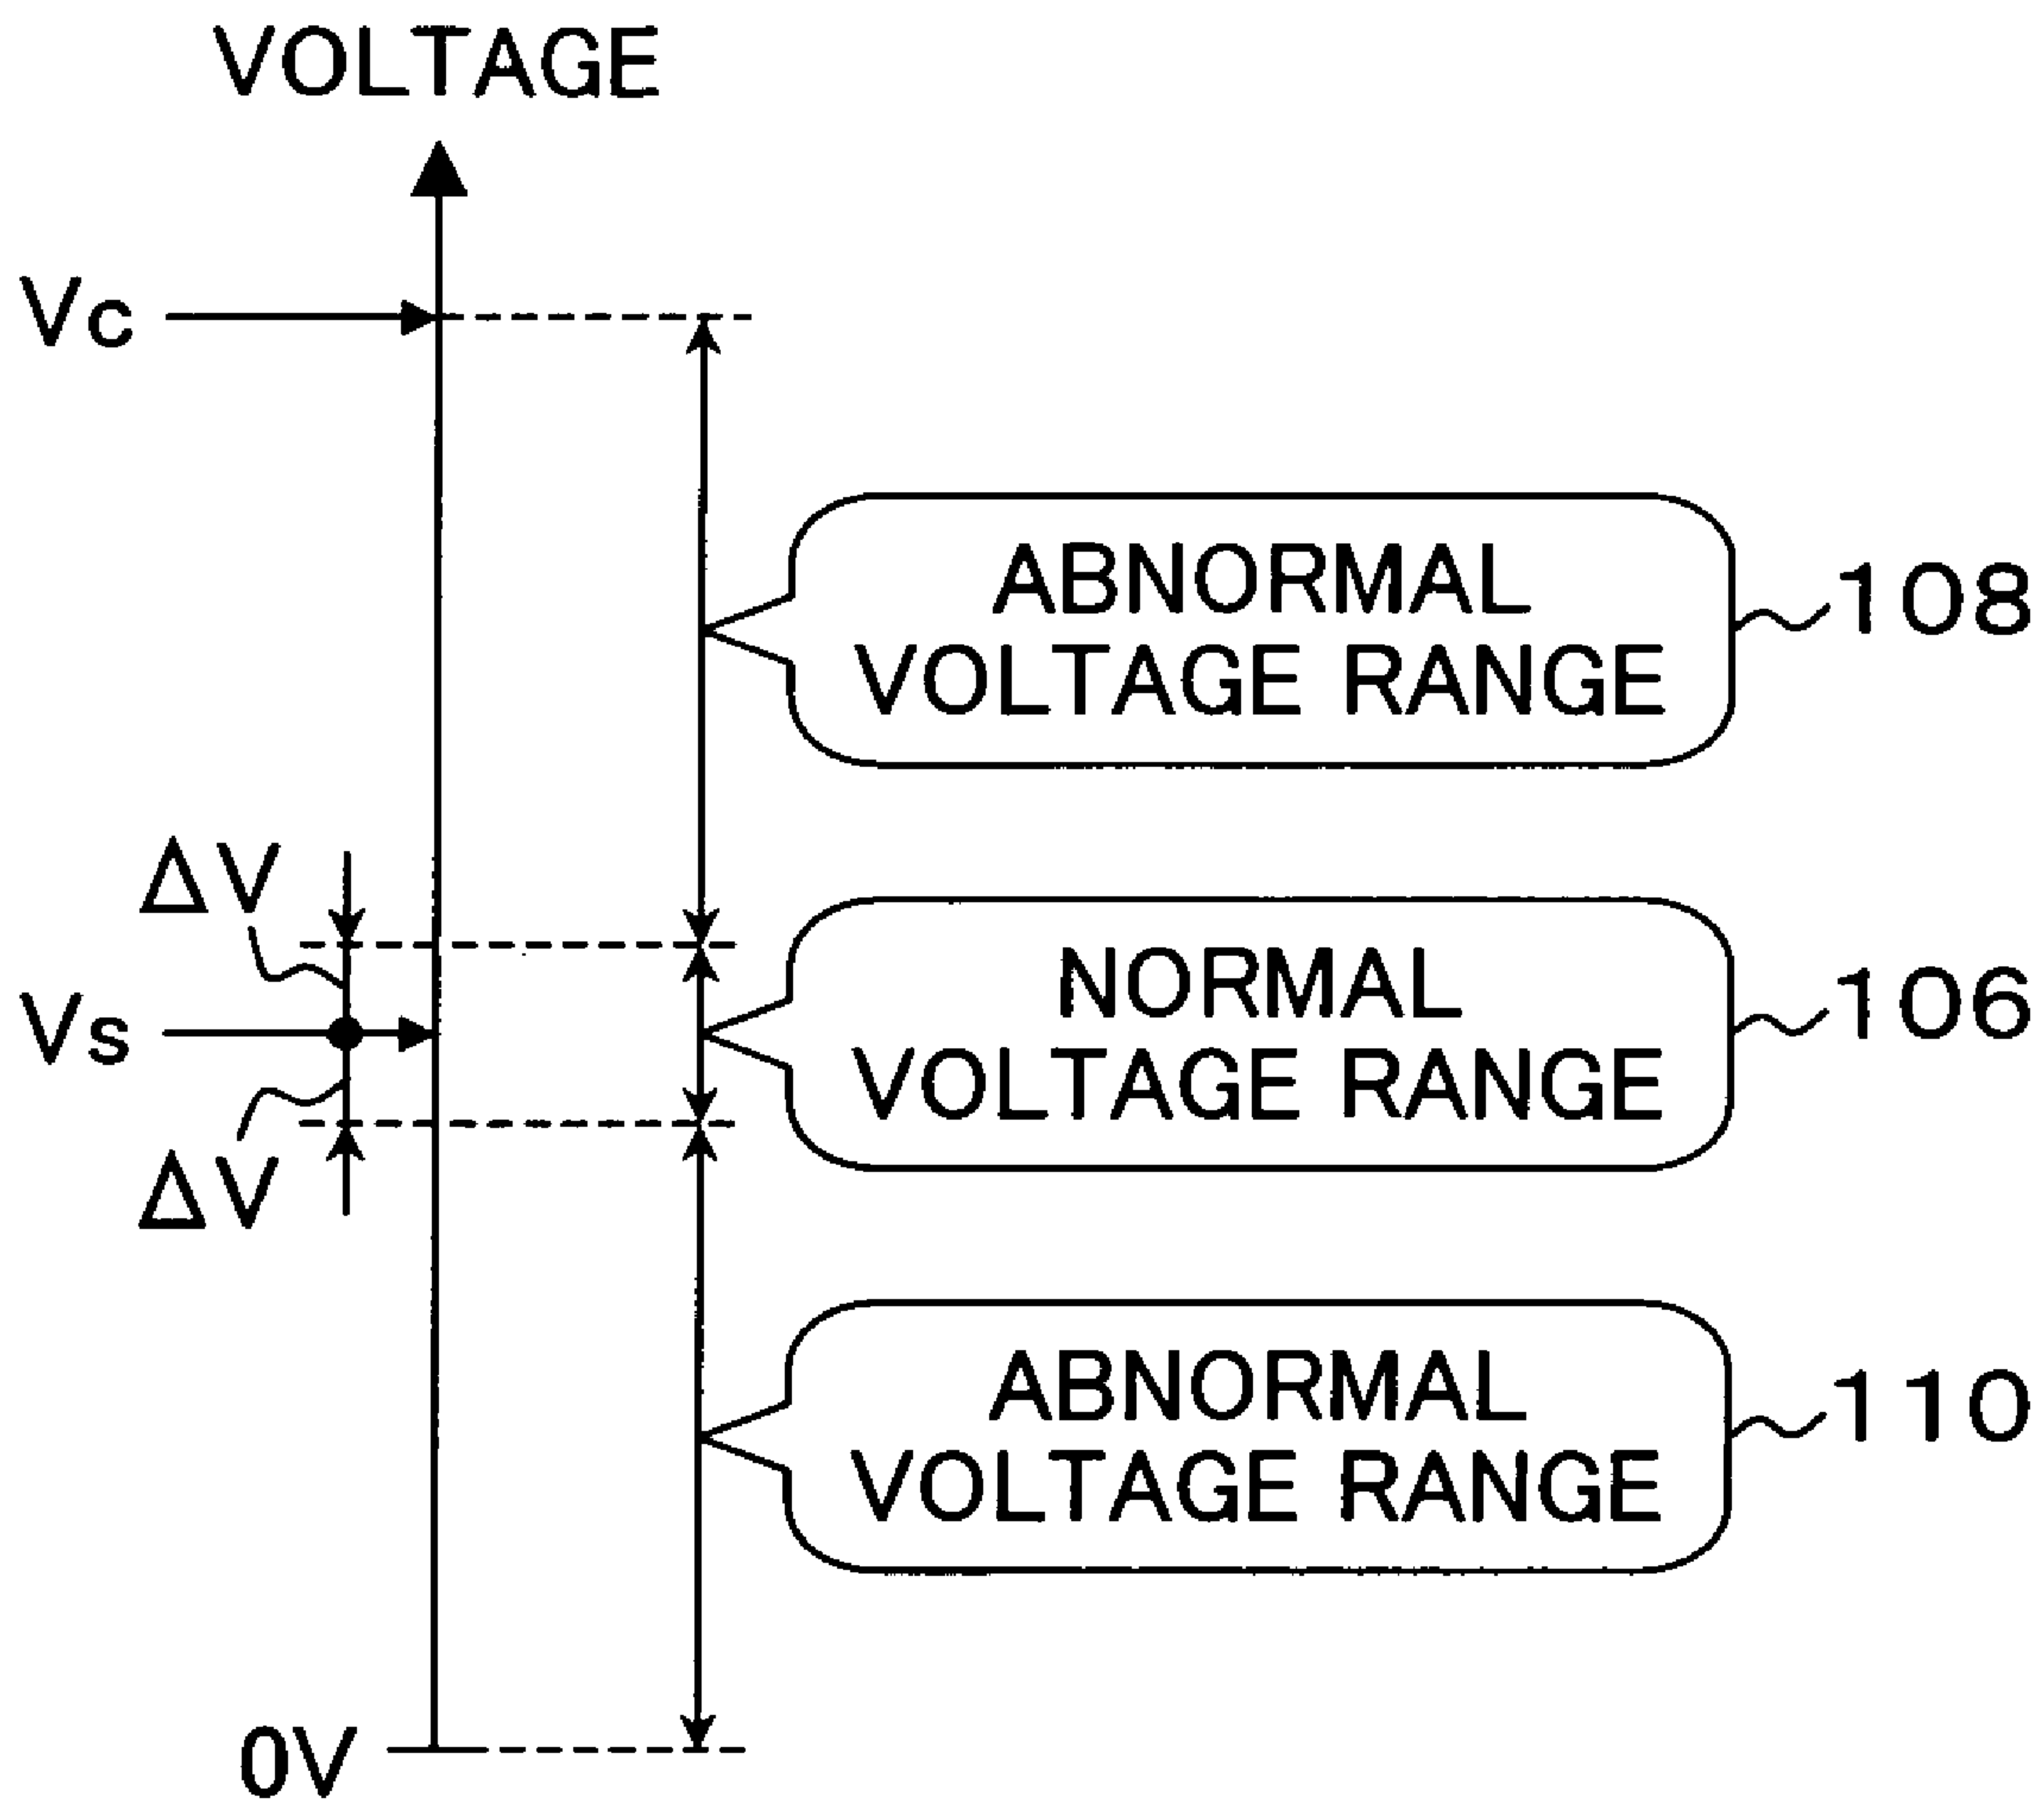 VOLTAGE
Vc
ABNORMAL
VOLTAGE RANGE
108
ΔV
NORMAL
VOLTAGE RANGE
106
Vs
ΔV
ABNORMAL
VOLTAGE RANGE
110
0V